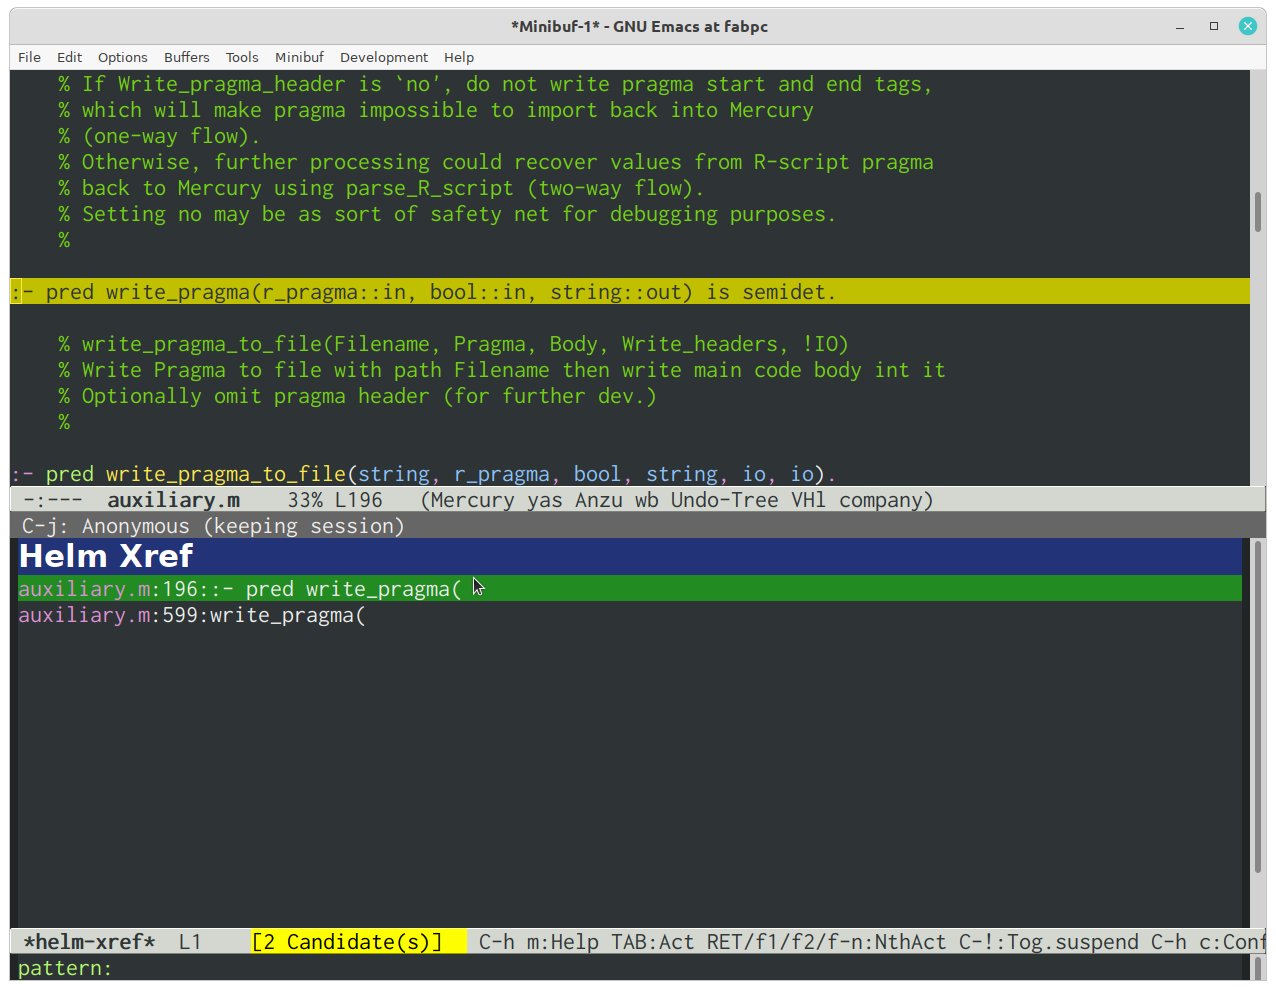 *Minibuf-1* - GNU Emacs at fabpc
File Edit Options Buffers Tools Minibuf Development Help
% If Write_pragma_header is `no', do not write pragma start and end tags,
% which will make pragma impossible to import back into Mercury
% (one-way flow).
% Otherwise, further processing could recover values from R-script pragma
% back to Mercury using parse_R_script (two-way flow).
% Setting no may be as sort of safety net for debugging purposes.
%
:- pred write_pragma(r_pragma::in, bool::in, string::out) is semidet.
% write_pragma_to_file(Filename, Pragma, Body, Write_headers, !IO)
% Write Pragma to file with path Filename then write main code body int it
% Optionally omit pragma header (for further dev.)
%
:- pred write_pragma_to_file(string, r_pragma, bool, string, io, io).
-:--- auxiliary.m 33% L196 (Mercury yas Anzu wb Undo-Tree VHl company)
C-j: Anonymous (keeping session)
Helm Xref
auxiliary.m:196::- pred write_pragma(
auxiliary.m:599:write_pragma(
*helm-xref* L1 [2 Candidate(s)] C-h m:Help TAB:Act RET/f1/f2/f-n:NthAct C-!:Tog.suspend C-h c:Conf
pattern: